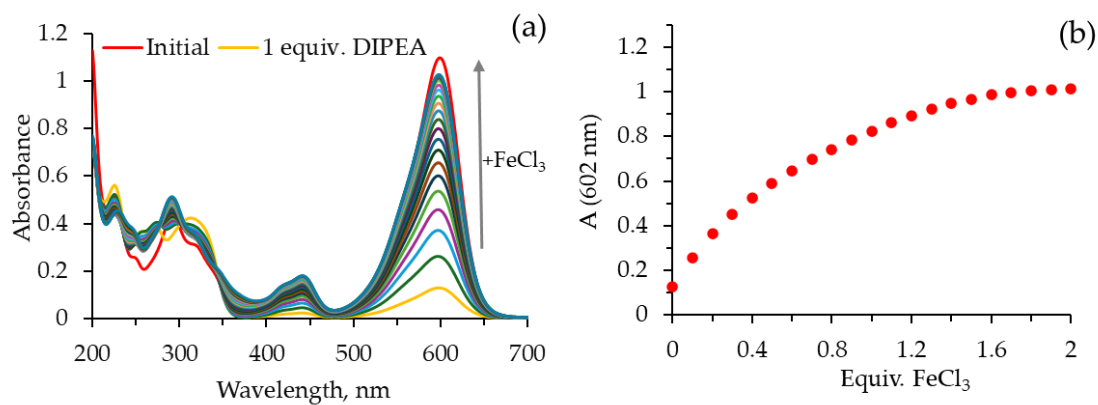 (a)
Initial 1 equiv. DIPEA
+FeCl3
Absorbance
1.2
1
0.8
0.6
0.4
0.2
0
200 300 400 500 600 700
Wavelength, nm
(b)
A (602 nm)
1.2
1
0.8
0.6
0.4
0.2
0
0 0.4 0.8 1.2 1.6 2
Equiv. FeCl3